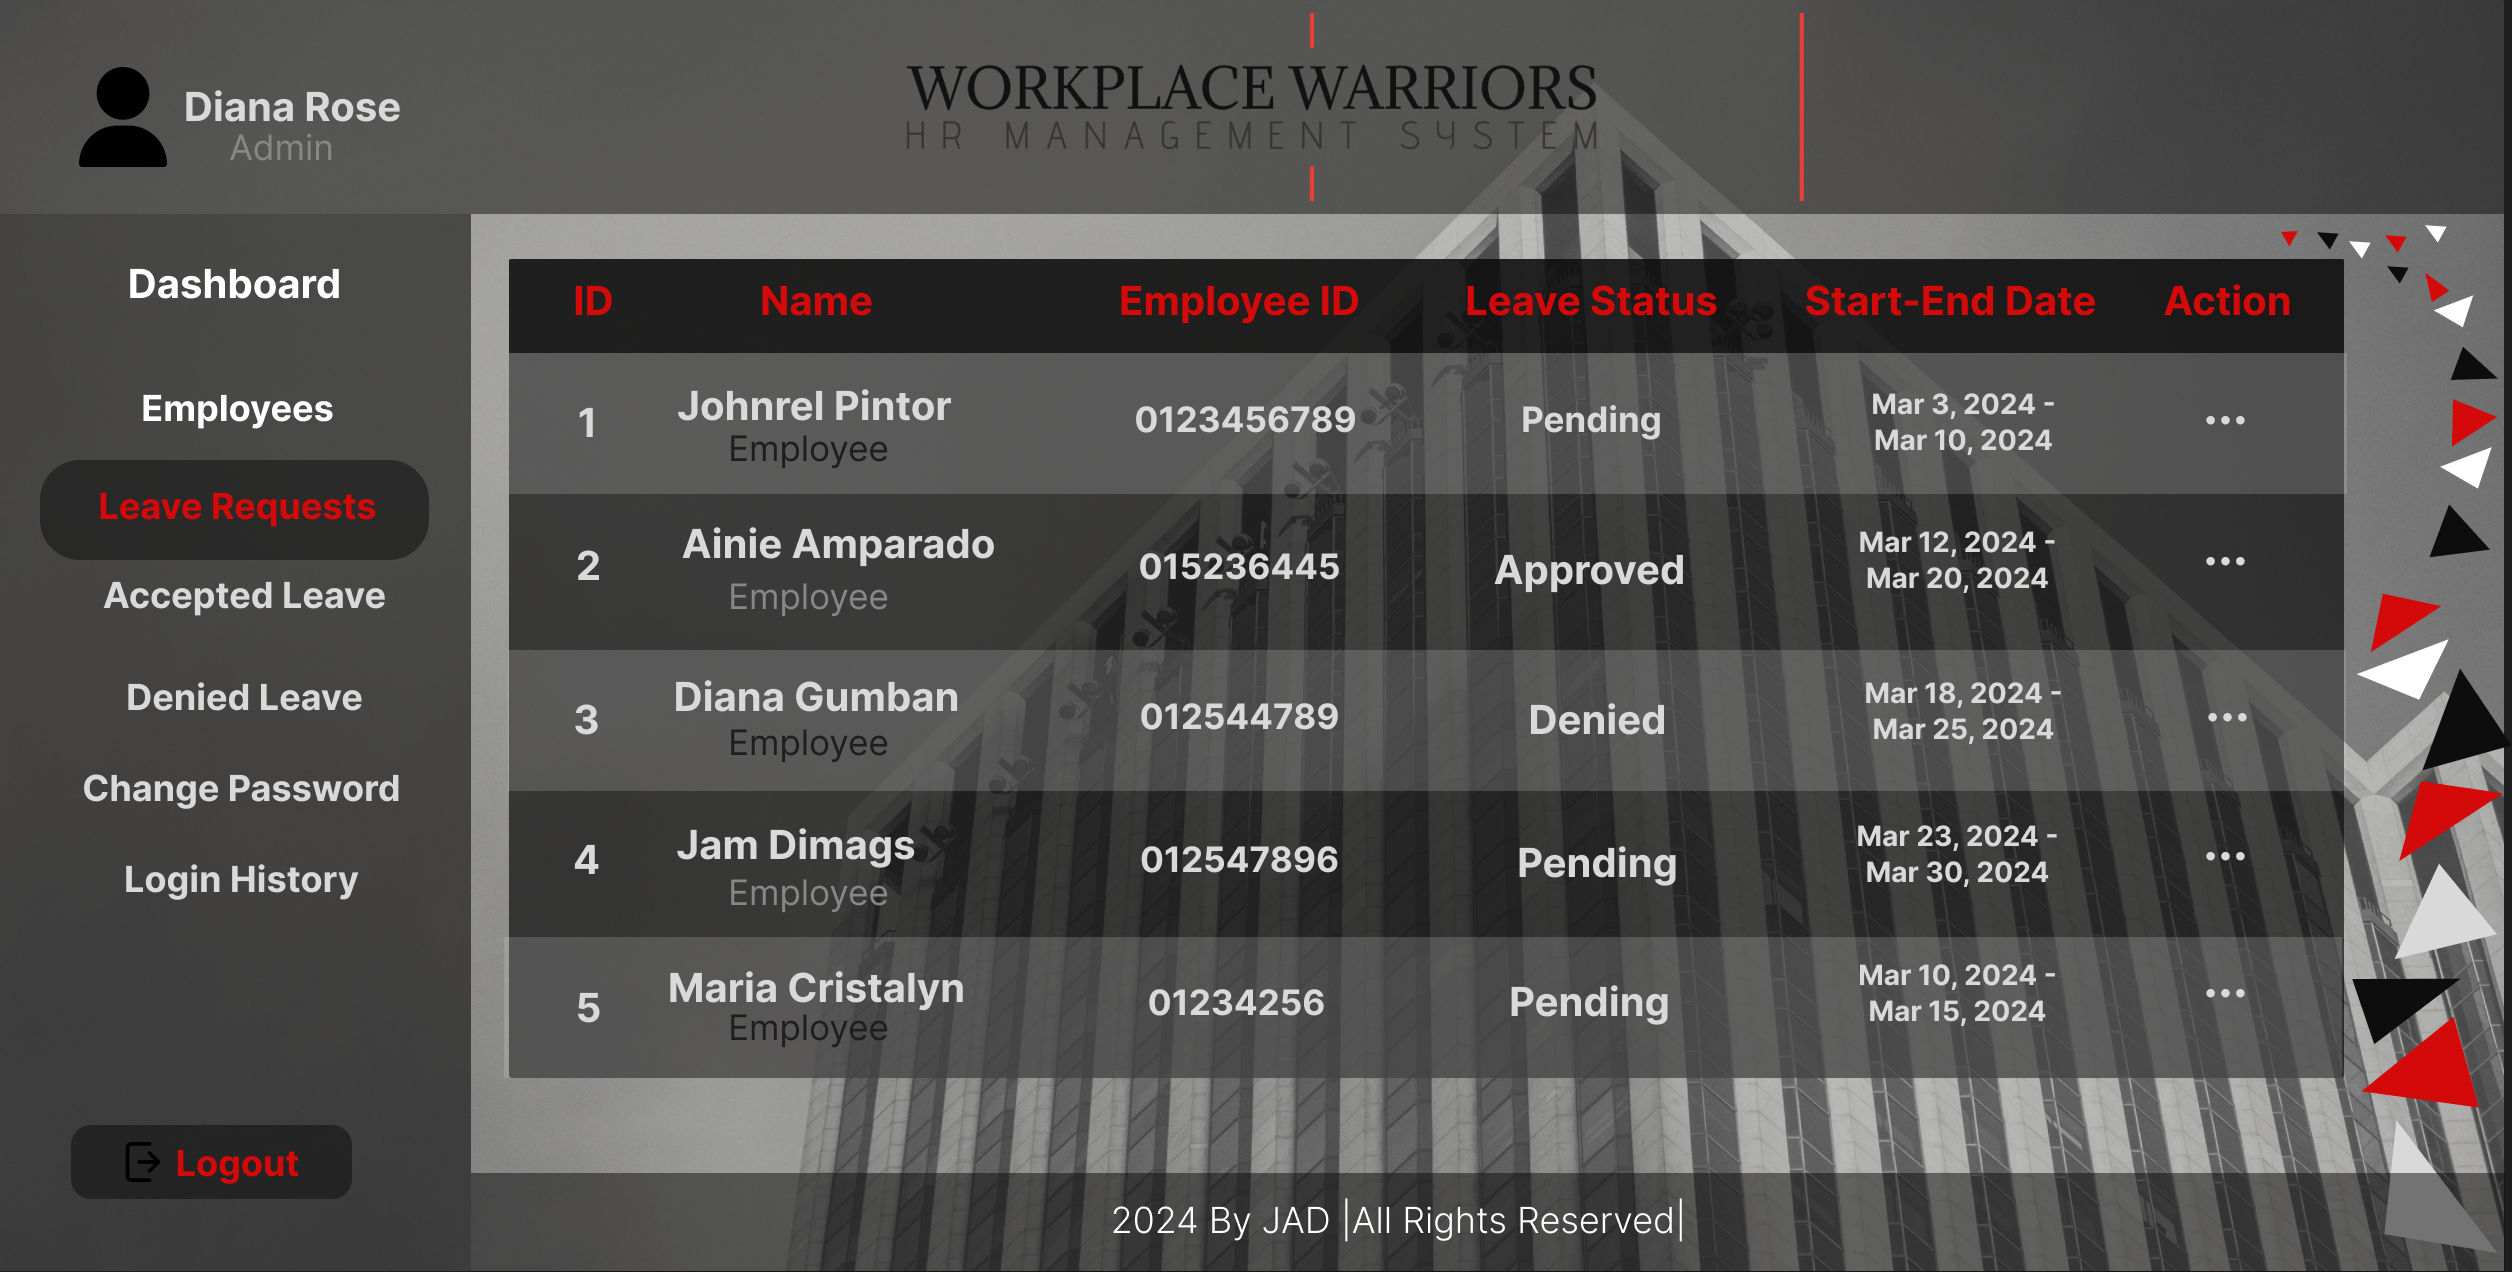 Diana Rose
Admin
WORKPLACE WARRIORS
HR MANAGEMENT SYSTEM
Dashboard
Employees
Leave Requests
Accepted Leave
Denied Leave
Change Password
Login History
Logout
ID Name Employee ID Leave Status Start-End Date Action
1 Johnrel Pintor 0123456789 Pending Mar 3, 2024 -
Employee Mar 10, 2024
2 Ainie Amparado 015236445 Approved Mar 12, 2024 -
Employee Mar 20, 2024
3 Diana Gumban 012544789 Denied Mar 18, 2024 -
Employee Mar 25, 2024
4 Jam Dimags 012547896 Pending Mar 23, 2024 -
Employee Mar 30, 2024
5 Maria Cristalyn 01234256 Pending Mar 10, 2024 -
Employee Mar 15, 2024
2024 By JAD |All Rights Reserved|